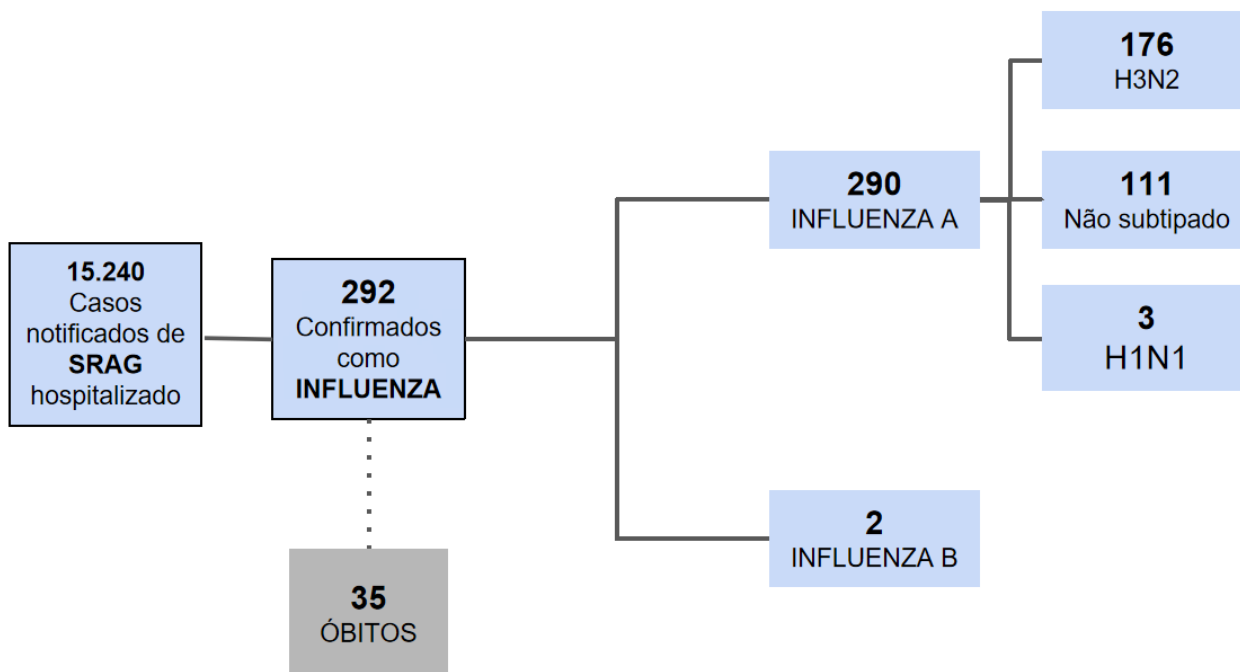 15.240
Casos
notificados de
SRAG
hospitalizado
292
Confirmados
como
INFLUENZA
35
ÓBITOS
290
INFLUENZA A
2
INFLUENZA B
176
H3N2
111
Não subtipado
3
H1N1